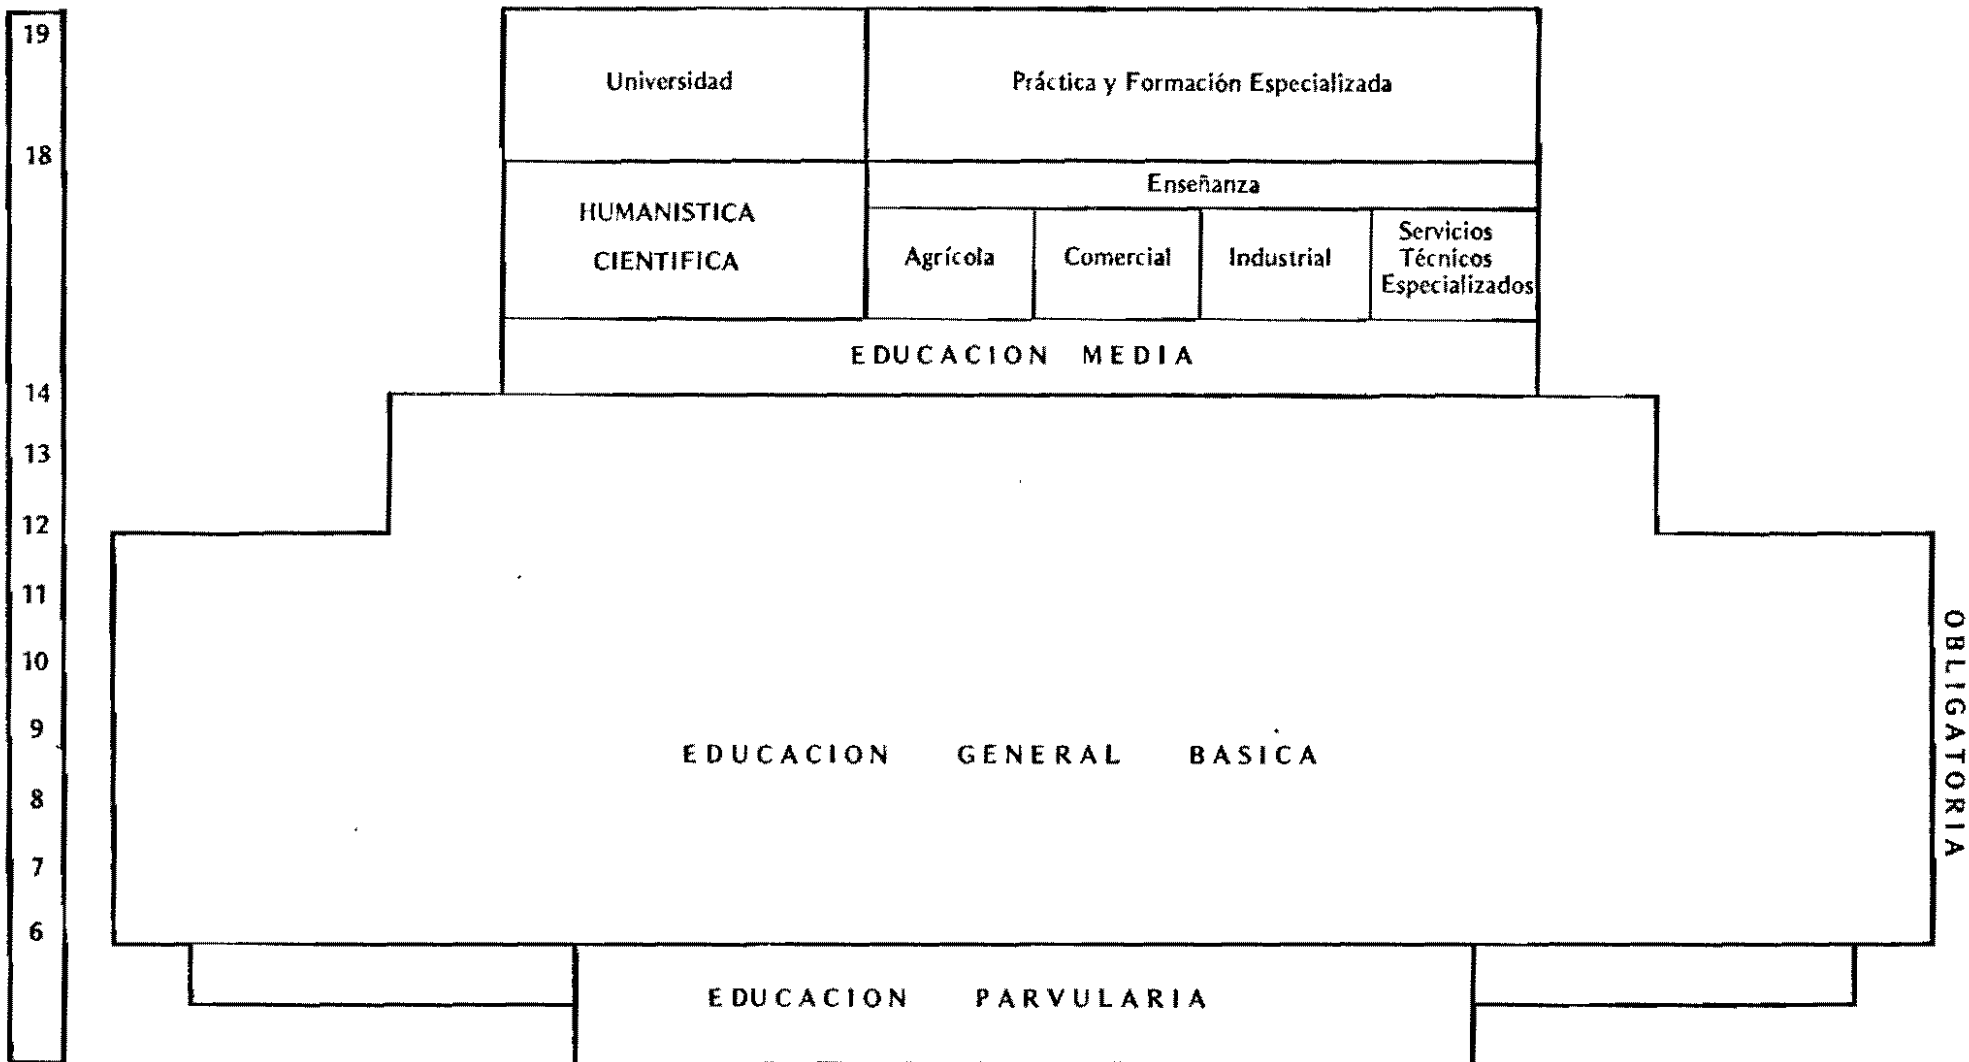 19
Universidad
Práctica y Formación Especializada
18
Enseñanza
HUMANISTICA
CIENTIFICA
Agrícola
Comercial
Industrial
Servicios
Técnicos
Especializados
EDUCACION MEDIA
14
13
12
11
10
9
8
7
6
EDUCACION GENERAL BASICA
OBLIGATORIA
EDUCACION PARVULARIA